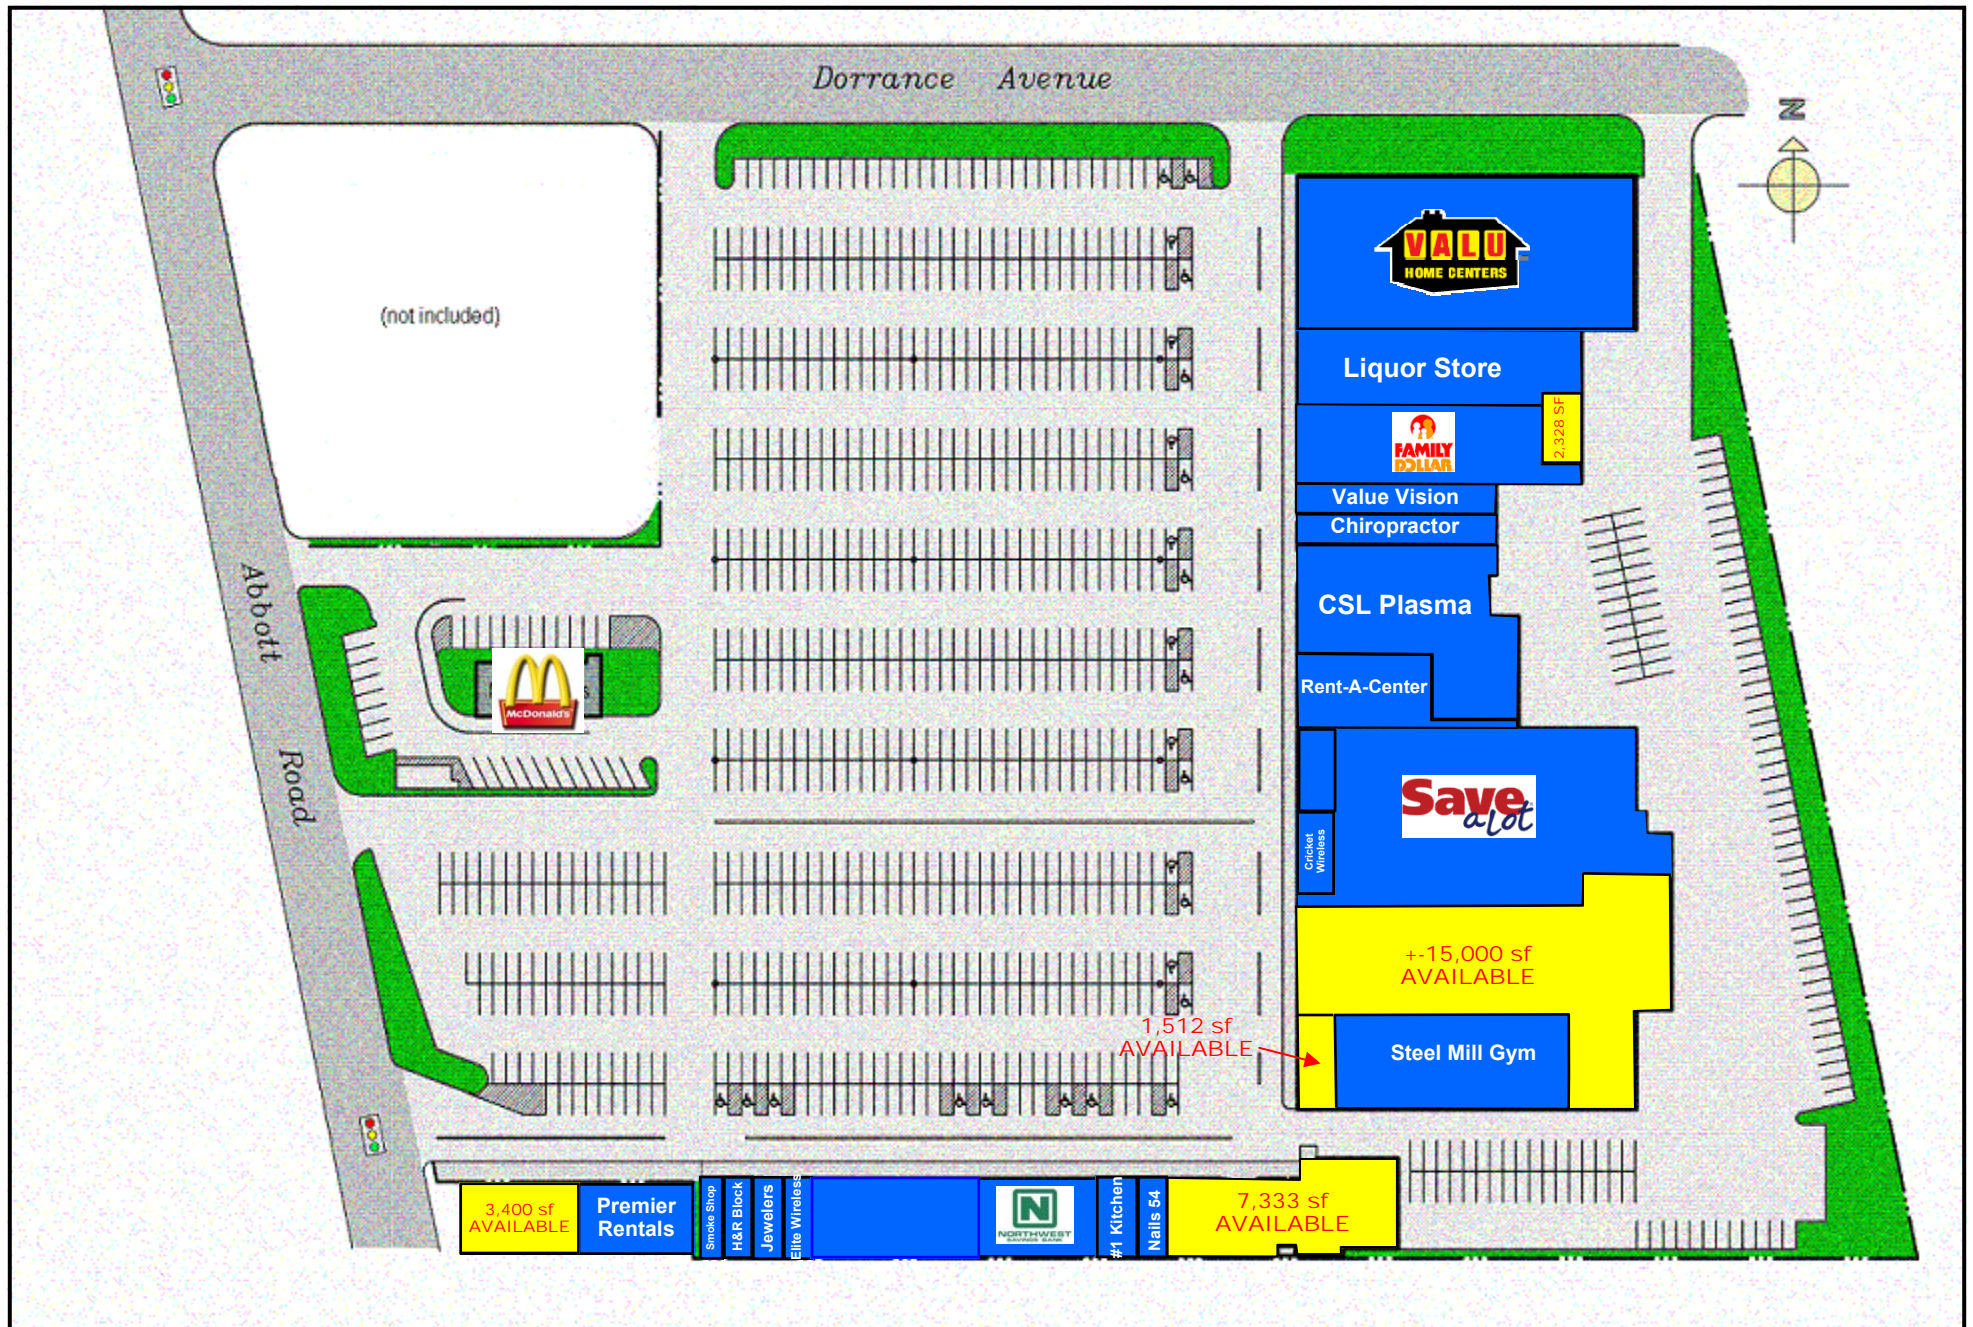 Dorrance Avenue
N
VALU
HOME CENTERS
(not included)
Liquor Store
2,328 SF
FAMILY
DOLLAR
Value Vision
Chiropractor
Abbott
Road
CSL Plasma
McDonald's
Rent-A-Center
Save
a Lot
Cricket
Wireless
+-15,000 sf
AVAILABLE
1,512 sf
AVAILABLE
Steel Mill Gym
3,400 sf
AVAILABLE
Premier
Rentals
Smoke Shop
H&R Block
Jewelers
Elite Wireless
N
NORTHWEST
SAVINGS BANK
#1 Kitchen
Nails 54
7,333 sf
AVAILABLE